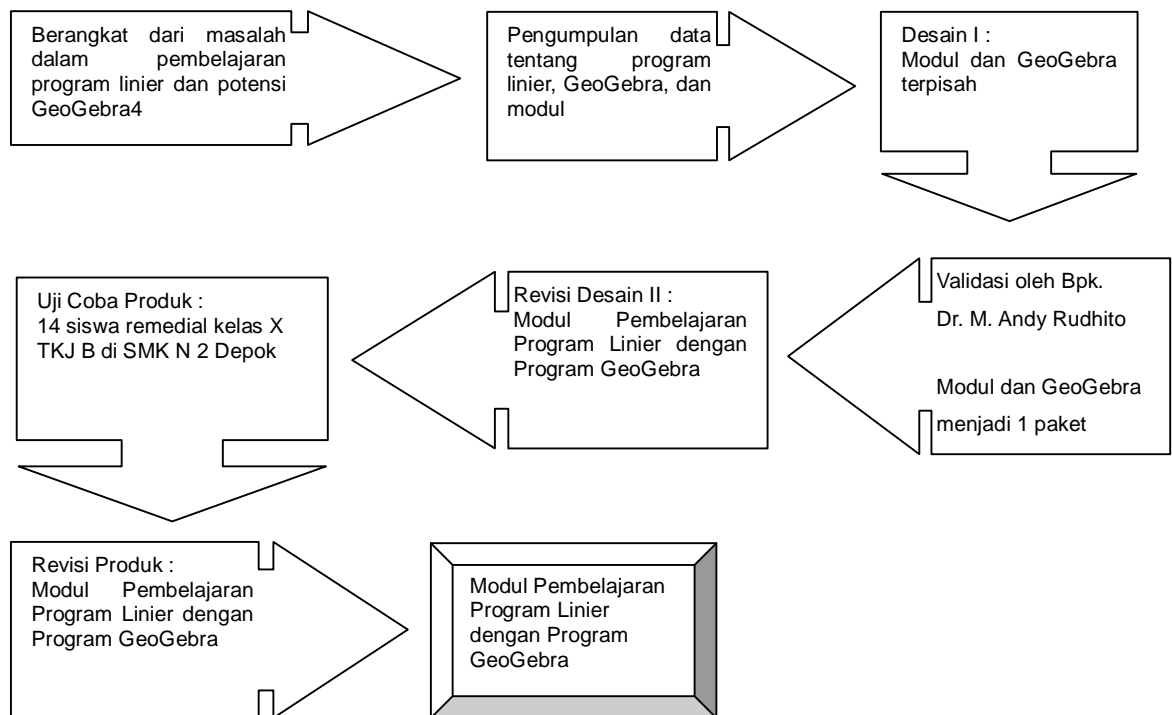 Berangkat dari masalah
dalam pembelajaran
program linier dan potensi
GeoGebra4
Pengumpulan data
tentang program
linier, GeoGebra, dan
modul
Desain I :
Modul dan GeoGebra
terpisah
Validasi oleh Bpk.
Dr. M. Andy Rudhito
Modul dan GeoGebra
menjadi 1 paket
Revisi Desain II :
Modul Pembelajaran
Program Linier dengan
Program GeoGebra
Uji Coba Produk :
14 siswa remedial kelas X
TKJ B di SMK N 2 Depok
Revisi Produk :
Modul Pembelajaran
Program Linier dengan
Program GeoGebra
Modul Pembelajaran
Program Linier
dengan Program
GeoGebra